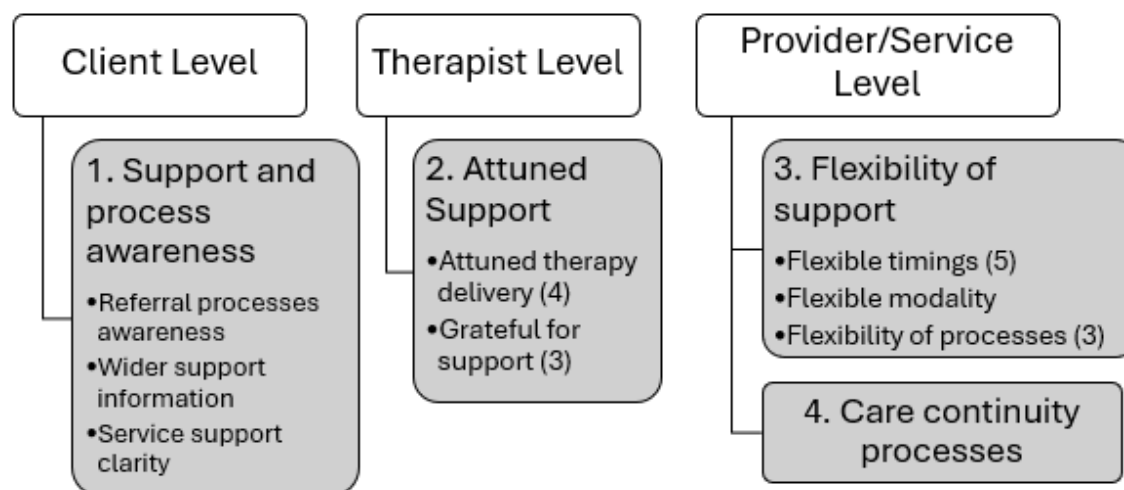 Client Level
1. Support and
process
awareness
•Referral processes
awareness
•Wider support
information
•Service support
clarity
Therapist Level
2. Attuned
Support
•Attuned therapy
delivery (4)
•Grateful for
support (3)
Provider/Service
Level
3. Flexibility of
support
•Flexible timings (5)
•Flexible modality
•Flexibility of processes (3)
4. Care continuity
processes